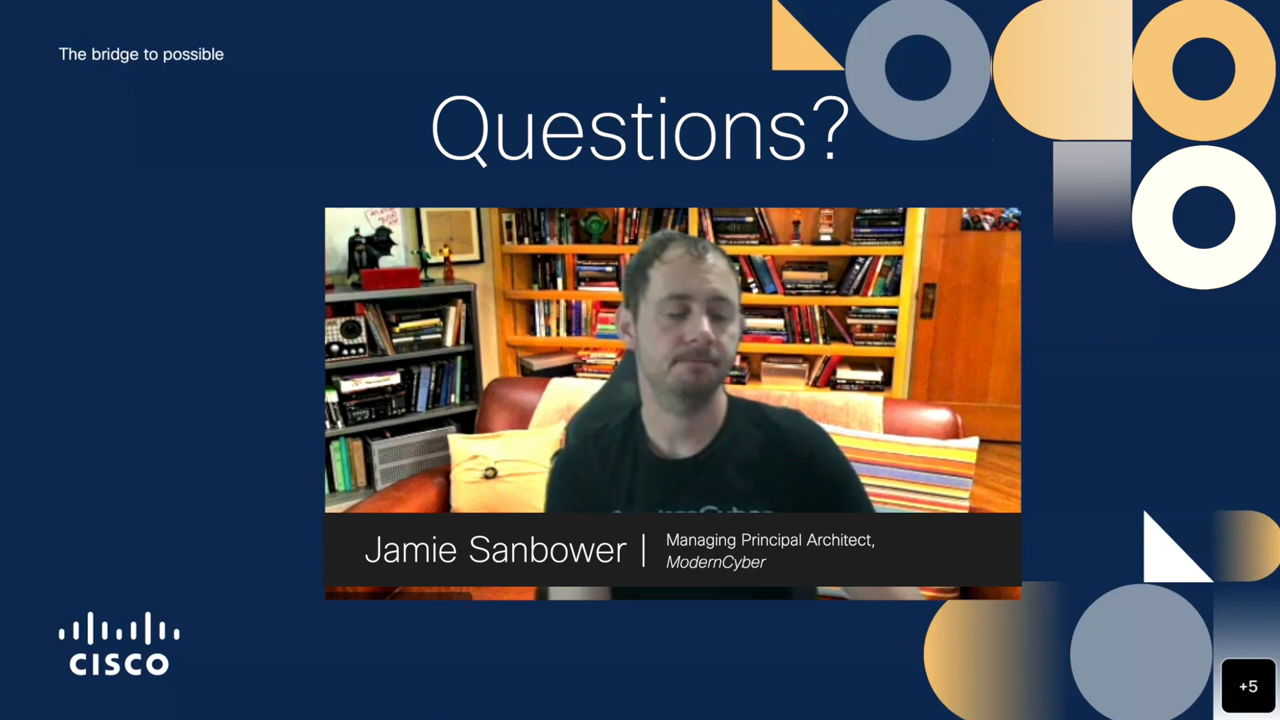 The bridge to possible
Questions?
Jamie Sanbower
Managing Principal Architect,
ModernCyber
CISCO
+5